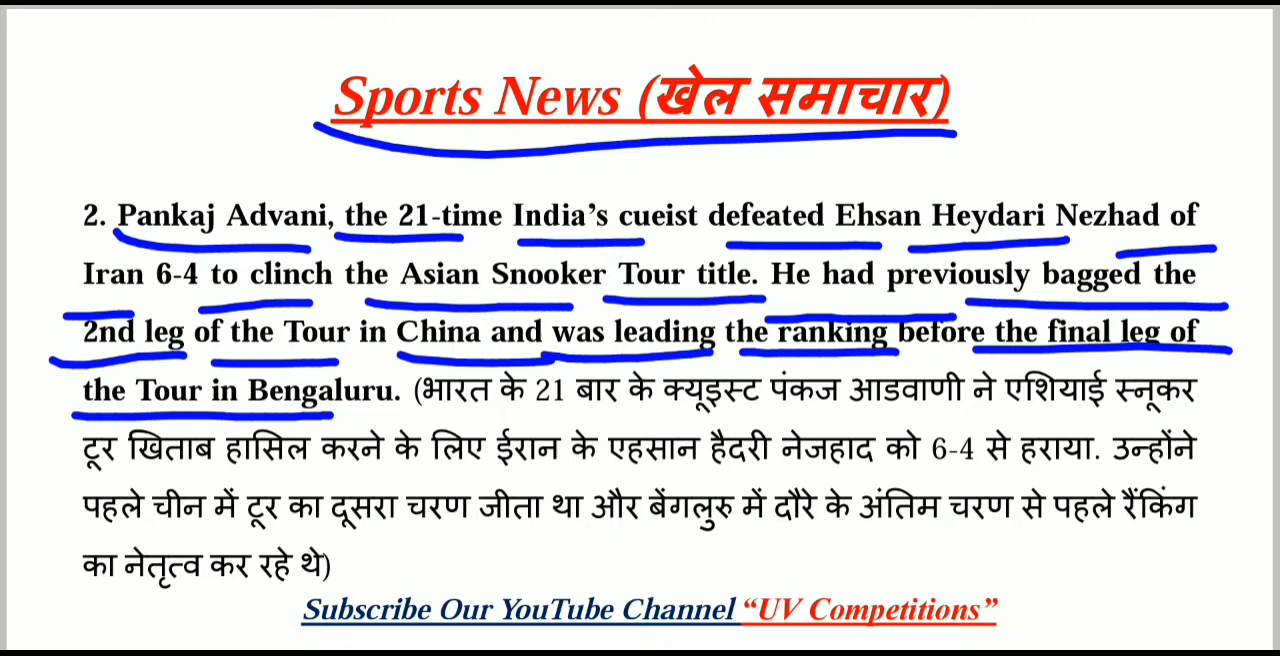 Sports News (खेल समाचार)
2. Pankaj Advani, the 21-time India’s cueist defeated Ehsan Heydari Nezhad of
Iran 6-4 to clinch the Asian Snooker Tour title. He had previously bagged the
2nd leg of the Tour in China and was leading the ranking before the final leg of
the Tour in Bengaluru. (भारत के 21 बार के क्यूइस्ट पंकज आडवाणी ने एशियाई स्नूकर
टूर खिताब हासिल करने के लिए ईरान के एहसान हैदरी नेजहाद को 6-4 से हराया. उन्होंने
पहले चीन में टूर का दूसरा चरण जीता था और बेंगलुरु में दौरे के अंतिम चरण से पहले रैंकिंग
का नेतृत्व कर रहे थे)
Subscribe Our YouTube Channel “UV Competitions”